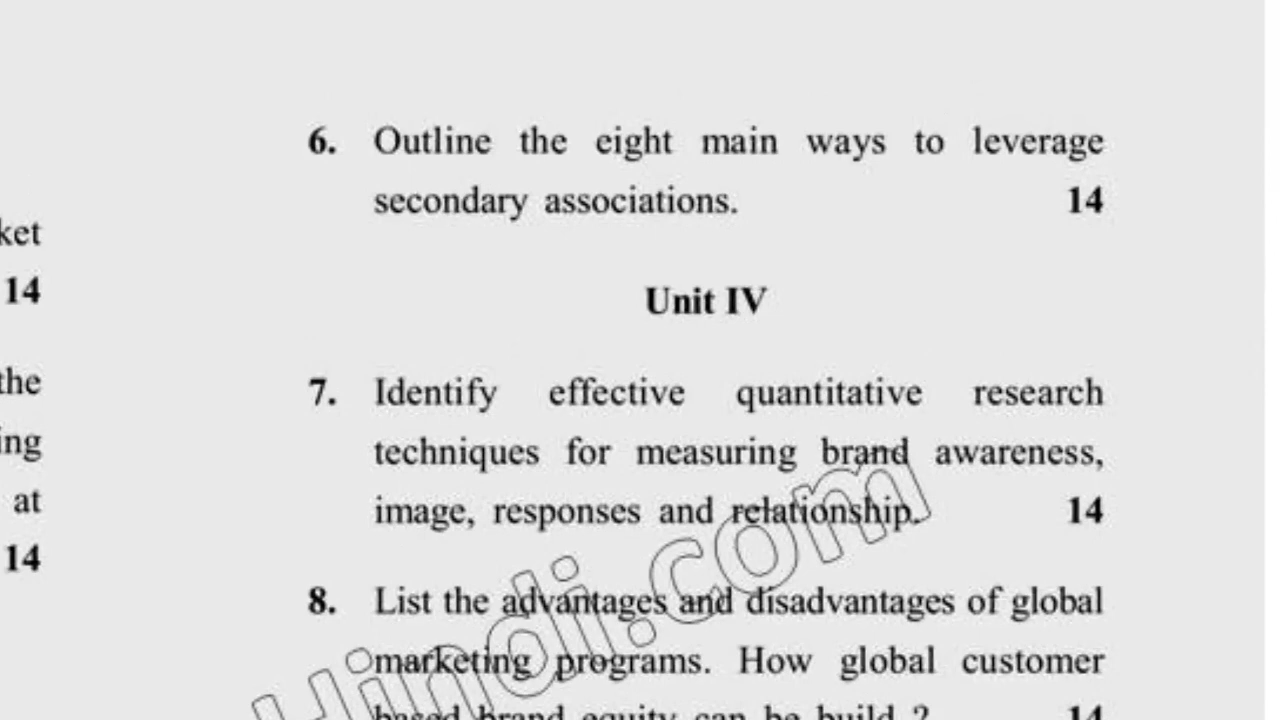 ket
14
the
ing
at
14
6. Outline the eight main ways to leverage
secondary associations. 14
Unit IV
7. Identify effective quantitative research
techniques for measuring brand awareness,
image, responses and relationship. 14
8. List the advantages and disadvantages of global
marketing programs. How global customer
based brand equity can be build ? 14
Hindi.com